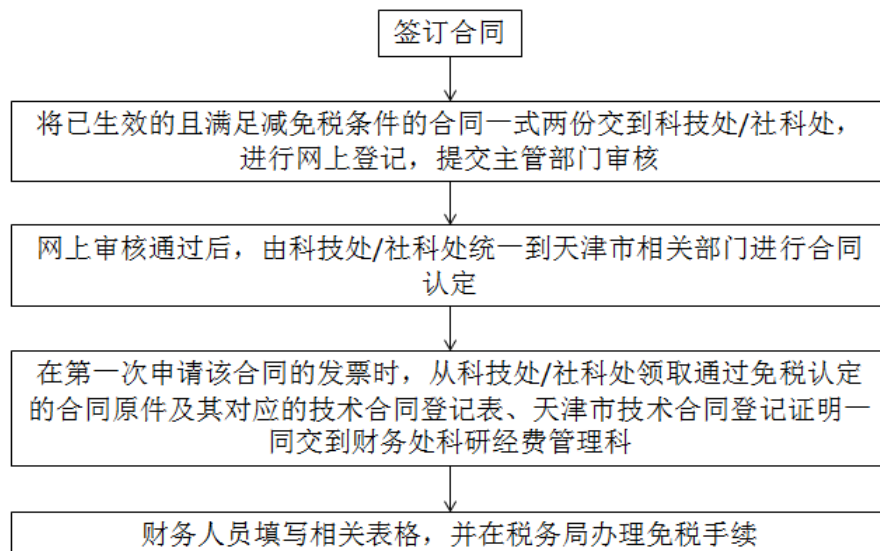 签订合同
将已生效的且满足减免税条件的合同一式两份交到科技处/社科处，
进行网上登记，提交主管部门审核
网上审核通过后，由科技处/社科处统一到天津市相关部门进行合同
认定
在第一次申请该合同的发票时，从科技处/社科处领取通过免税认定
的合同原件及其对应的技术合同登记表、天津市技术合同登记证明一
同交到财务处科研经费管理科
财务人员填写相关表格，并在税务局办理免税手续